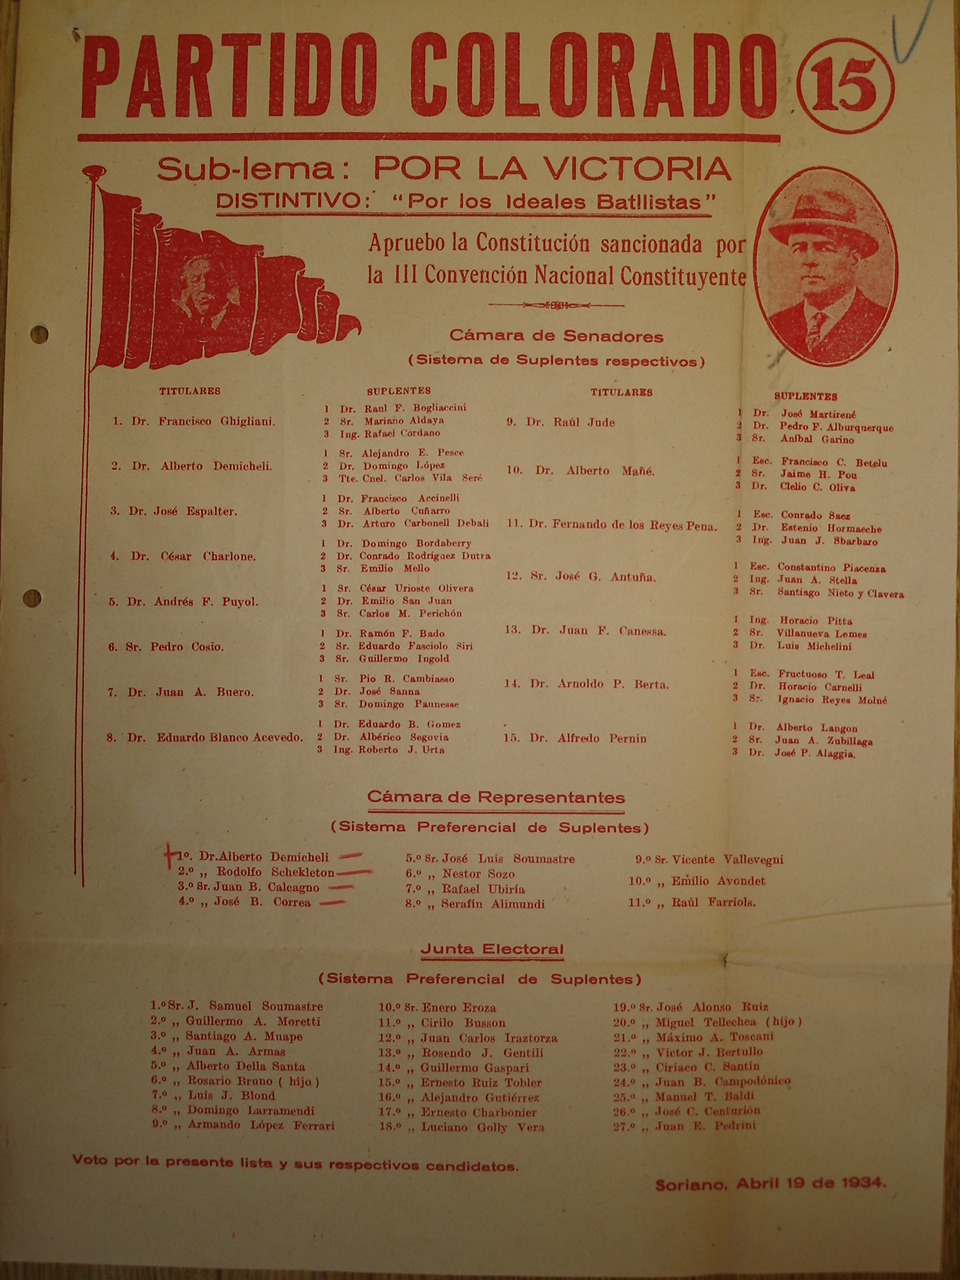 PARTIDO COLORADO 15
Sub-lema: POR LA VICTORIA
DISTINTIVO: "Por los Ideales Batllistas"
Apruebo la Constitución sancionada por
la III Convención Nacional Constituyente
Cámara de Senadores
(Sistema de Suplentes respectivos)
TITULARES
SUPLENTES
1. Dr. Francisco Ghigliani.
1 Dr. Raul F. Bogliaccini
2 Sr. Mariano Aldaya
3 Ing. Rafael Cordano
2. Dr. Alberto Demicheli.
1 Sr. Alejandro E. Pesce
2 Dr. Domingo López
3 Tte. Cnel. Carlos Vila Seré
3. Dr. José Espalter.
1 Dr. Francisco Accinelli
2 Sr. Alberto Cuñarro
3 Dr. Arturo Carbonell Debali
4. Dr. César Charlone.
1 Dr. Domingo Bordaberry
2 Dr. Conrado Rodríguez Dutra
3 Sr. Emilio Mello
5. Dr. Andrés F. Puyol.
1 Sr. César Urioste Olivera
2 Dr. Emilio San Juan
3 Sr. Carlos M. Perichón
6. Sr. Pedro Cosio.
1 Dr. Ramón F. Bado
2 Sr. Eduardo Fasciolo Siri
3 Sr. Guillermo Ingold
7. Dr. Juan A. Buero.
1 Sr. Pio R. Cambiasso
2 Dr. José Sanna
3 Sr. Domingo Paunesse
8. Dr. Eduardo Blanco Acevedo.
1 Dr. Eduardo B. Gomez
2 Dr. Albérico Segovia
3 Ing. Roberto J. Urta
TITULARES
SUPLENTES
9. Dr. Raúl Jude
1 Dr. José Martirené
2 Dr. Pedro F. Alburquerque
3 Sr. Aníbal Garino
10. Dr. Alberto Mañé.
1 Esc. Francisco C. Betelu
2 Sr. Jaime H. Pou
3 Dr. Clelio C. Oliva
11. Dr. Fernando de los Reyes Pena.
1 Esc. Conrado Saez
2 Dr. Estenio Hormaeche
3 Ing. Juan J. Sbarbaro
12. Sr. José G. Antuña.
1 Esc. Constantino Piacenza
2 Ing. Juan A. Stella
3 Sr. Santiago Nieto y Clavera
13. Dr. Juan F. Canessa.
1 Ing. Horacio Pitta
2 Sr. Villanueva Lemes
3 Dr. Luis Michelini
14. Dr. Arnoldo P. Berta.
1 Esc. Fructuoso T. Leal
2 Dr. Horacio Carnelli
3 Sr. Ignacio Reyes Molné
15. Dr. Alfredo Pernin
1 Dr. Alberto Langon
2 Sr. Juan A. Zubillaga
3 Dr. José P. Alaggia.
Cámara de Representantes
(Sistema Preferencial de Suplentes)
1º. Dr. Alberto Demicheli
2.º „ Rodolfo Schekleton
3.º Sr. Juan B. Calcagno
4.º „ José B. Correa
5.º Sr. José Luis Soumastre
6.º „ Nestor Sozo
7.º „ Rafael Ubiría
8.º „ Serafín Alimundi
9.º Sr. Vicente Vallevegni
10.º „ Emilio Avondet
11.º „ Raúl Farriols.
Junta Electoral
(Sistema Preferencial de Suplentes)
1.º Sr. J. Samuel Soumastre
2.º „ Guillermo A. Moretti
3.º „ Santiago A. Muape
4.º „ Juan A. Armas
5.º „ Alberto Della Santa
6.º „ Rosario Bruno (hijo)
7.º „ Luis J. Blond
8.º „ Domingo Larramendi
9.º „ Armando López Ferrari
10.º Sr. Enero Eroza
11.º „ Cirilo Busson
12.º „ Juan Carlos Iraztorza
13.º „ Rosendo J. Gentili
14.º „ Guillermo Gaspari
15.º „ Ernesto Ruiz Tobler
16.º „ Alejandro Gutiérrez
17.º „ Ernesto Charbonier
18.º „ Luciano Golly Vera
19.º Sr. José Alonso Ruiz
20.º „ Miguel Tellechea (hijo)
21.º „ Máximo A. Toscani
22.º „ Victor J. Bertullo
23.º „ Ciriaco C. Santin
24.º „ Juan B. Campodónico
25.º „ Manuel T. Baldi
26.º „ José C. Centurión
27.º „ Juan E. Pedrini
Voto por la presente lista y sus respectivos candidatos.
Soriano, Abril 19 de 1934.